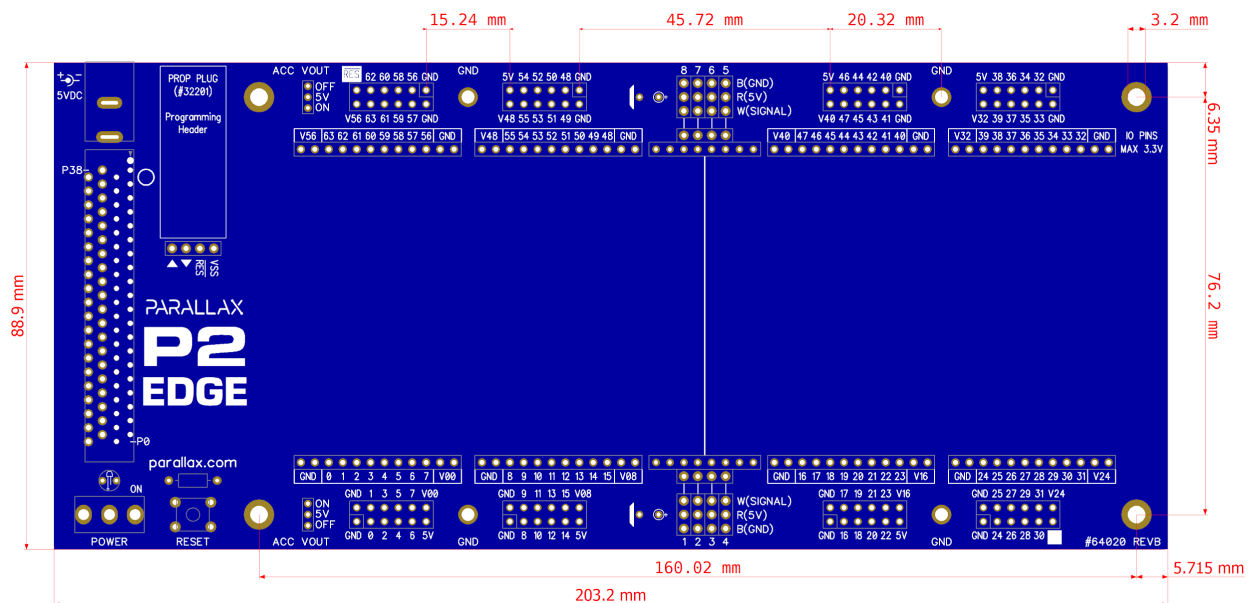 15.24 mm
45.72 mm
20.32 mm
3.2 mm
5VDC
PROP PLUG
(#32201)
Programming
Header
ACC VOUT
OFF
5V
ON
RES
62 60 58 56 GND
V56 63 61 59 57 GND
GND
5V 54 52 50 48 GND
V48 55 53 51 49 GND
8 7 6 5
B(GND)
R(5V)
W(SIGNAL)
5V 46 44 42 40 GND
V40 47 45 43 41 GND
GND
5V 38 36 34 32 GND
V32 39 37 35 33 GND
6.35 mm
V56 63 62 61 60 59 58 57 56 GND
V48 55 54 53 52 51 50 49 48 GND
V40 47 46 45 44 43 42 41 40 GND
V32 39 38 37 36 35 34 33 32 GND
IO PINS
MAX 3.3V
P38
RES
VSS
88.9 mm
76.2 mm
PARALLAX
P2
EDGE
P0
parallax.com
GND 0 1 2 3 4 5 6 7 V00
GND 8 9 10 11 12 13 14 15 V08
GND 16 17 18 19 20 21 22 23 V16
GND 24 25 26 27 28 29 30 31 V24
ON
POWER
RESET
ON
5V
OFF
ACC VOUT
GND 1 3 5 7 V00
GND 0 2 4 6 5V
GND
GND 9 11 13 15 V08
GND 8 10 12 14 5V
W(SIGNAL)
R(5V)
B(GND)
1 2 3 4
GND 17 19 21 23 V16
GND 16 18 20 22 5V
GND
GND 25 27 29 31 V24
GND 24 26 28 30
#64020 REVB
160.02 mm
5.715 mm
203.2 mm